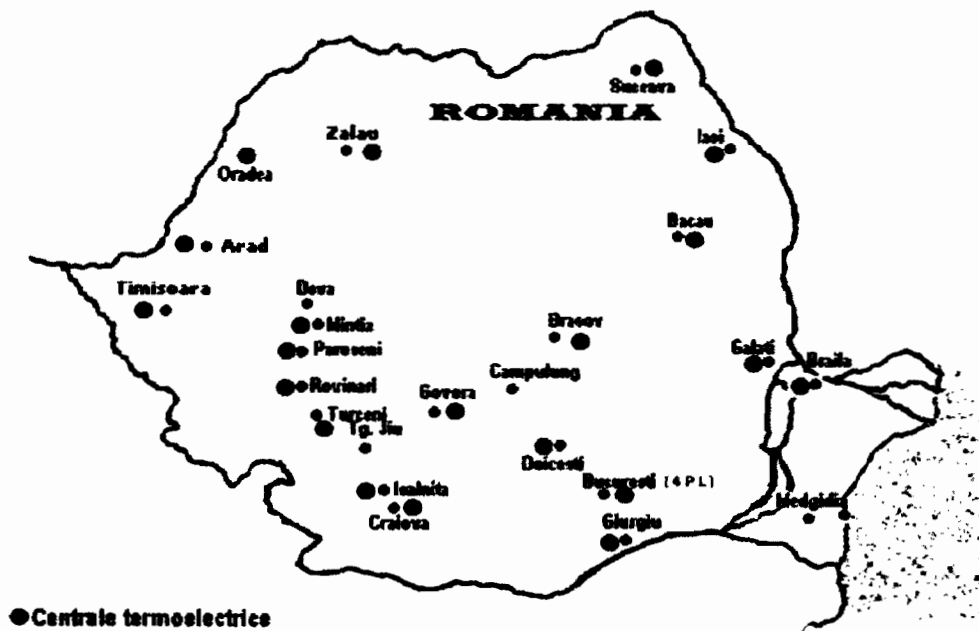 Suceava
ROMANIA
Zalau
Iasi
Oradea
Bacau
Arad
Timisoara
Deva
Mintia
Brasov
Paroseni
Galati
Braila
Campulung
Rovinari
Govora
Turceni
Tg. Jiu
Doicesti
Bucuresti (4 PL)
Isalnita
Medgidia
Craiova
Giurgiu
Centrale termoelectrice